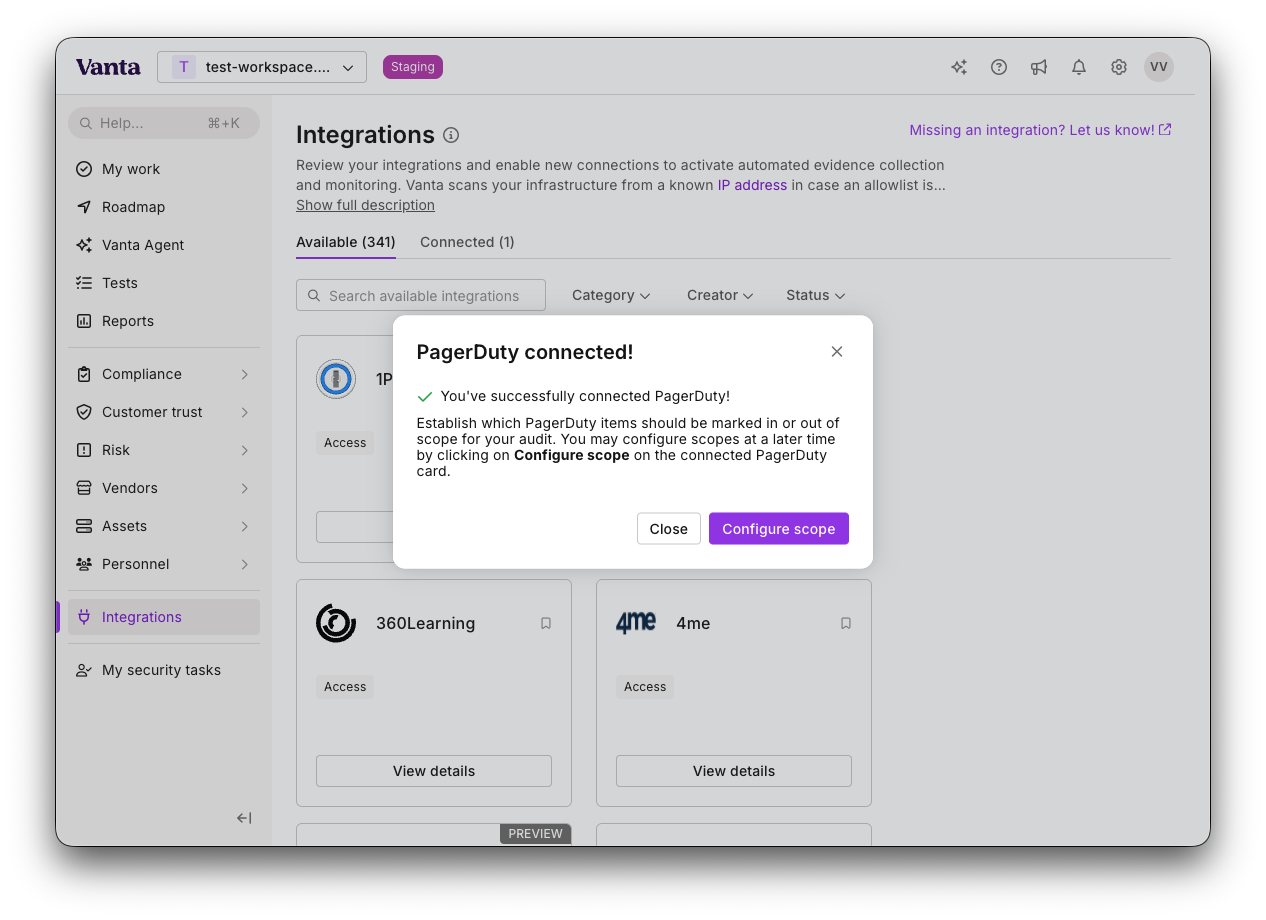 Vanta
T test-workspace....
Staging
VV
Help...
⌘+K
My work
Roadmap
Vanta Agent
Tests
Reports
Compliance
Customer trust
Risk
Vendors
Assets
Personnel
Integrations
My security tasks
Integrations
Missing an integration? Let us know!
Review your integrations and enable new connections to activate automated evidence collection
and monitoring. Vanta scans your infrastructure from a known IP address in case an allowlist is...
Show full description
Available (341)
Connected (1)
Search available integrations
Category
Creator
Status
1P
Access
PagerDuty connected!
You've successfully connected PagerDuty!
Establish which PagerDuty items should be marked in or out of
scope for your audit. You may configure scopes at a later time
by clicking on Configure scope on the connected PagerDuty
card.
Close
Configure scope
360Learning
Access
View details
4me
4me
Access
View details
PREVIEW